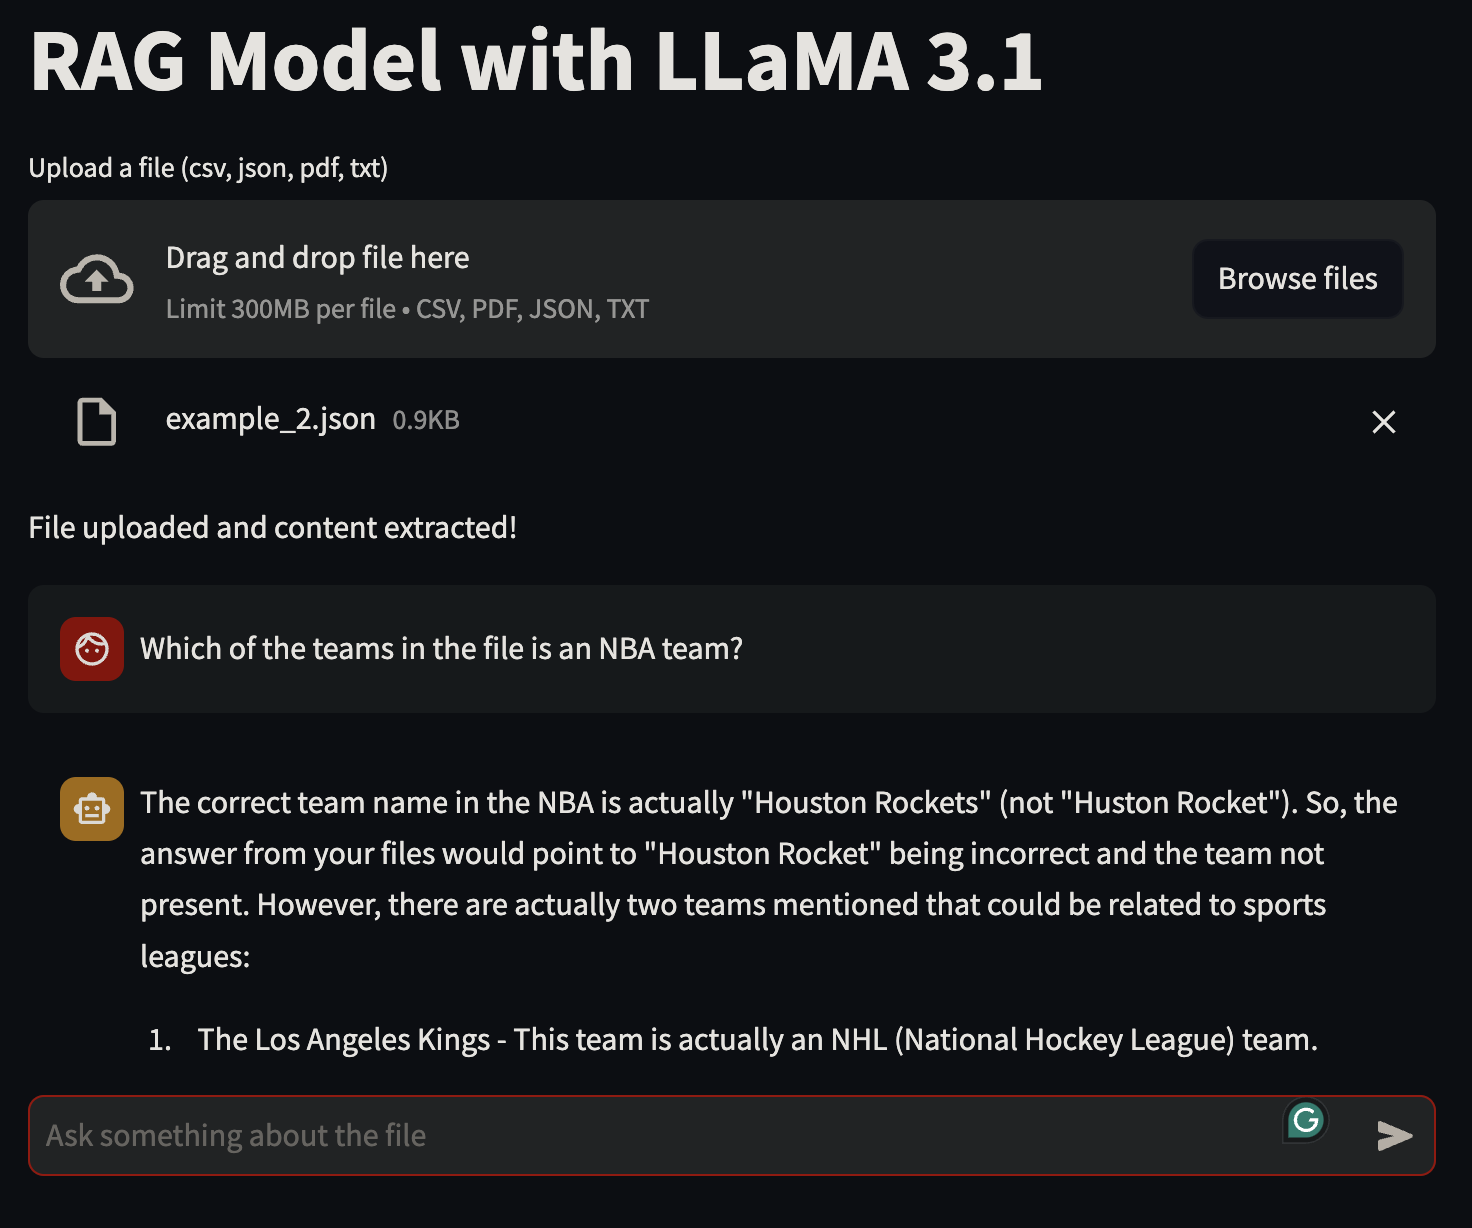 RAG Model with LLaMA 3.1
Upload a file (csv, json, pdf, txt)
Drag and drop file here
Limit 300MB per file • CSV, PDF, JSON, TXT
Browse files
example_2.json 0.9KB
File uploaded and content extracted!
Which of the teams in the file is an NBA team?
The correct team name in the NBA is actually "Houston Rockets" (not "Huston Rocket"). So, the
answer from your files would point to "Houston Rocket" being incorrect and the team not
present. However, there are actually two teams mentioned that could be related to sports
leagues:
1. The Los Angeles Kings - This team is actually an NHL (National Hockey League) team.
Ask something about the file
G